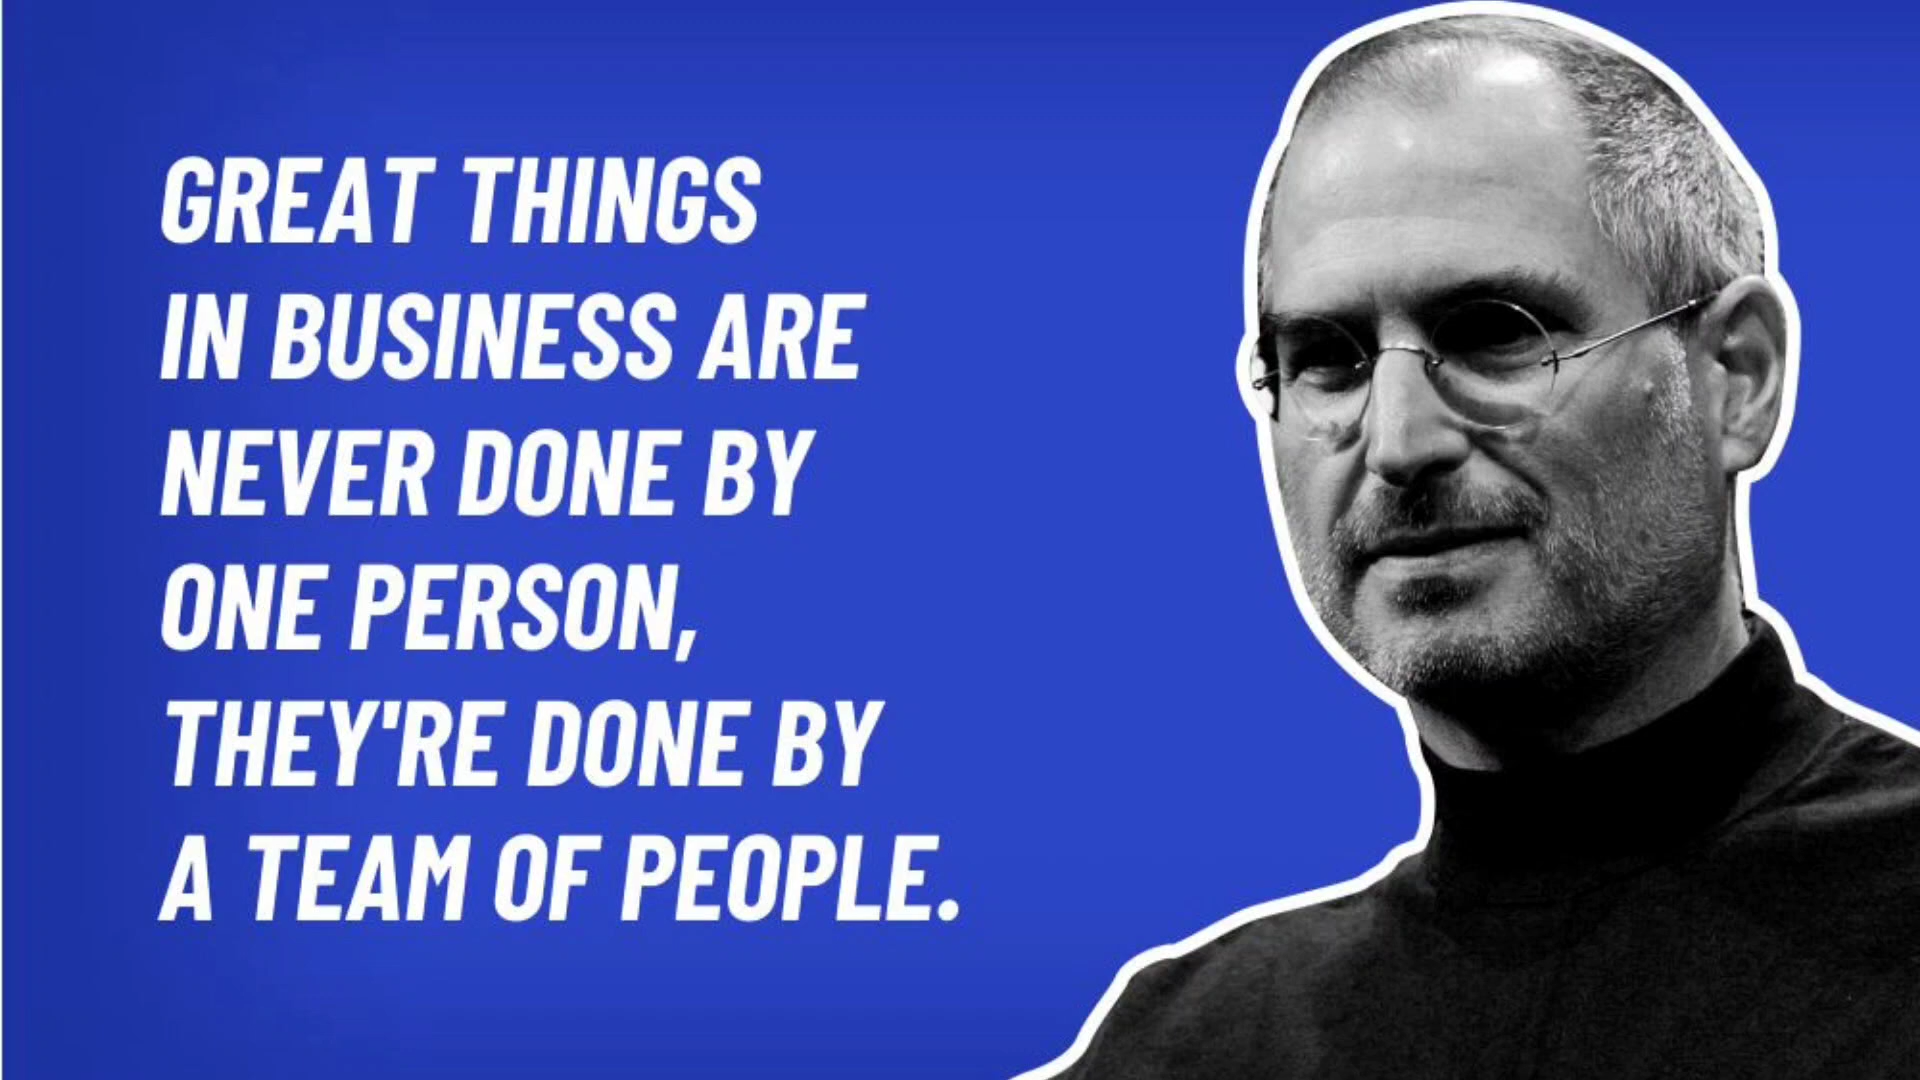 GREAT THINGS
IN BUSINESS ARE
NEVER DONE BY
ONE PERSON,
THEY'RE DONE BY
A TEAM OF PEOPLE.